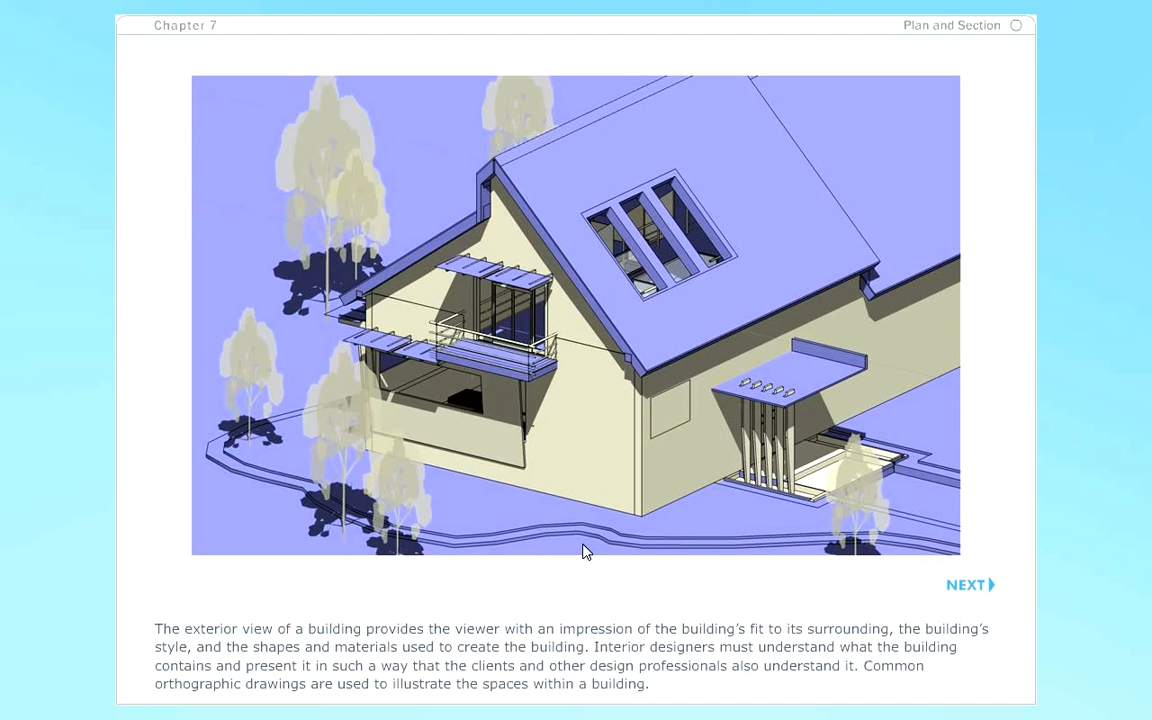 Chapter 7
Plan and Section
NEXT
The exterior view of a building provides the viewer with an impression of the building's fit to its surrounding, the building's
style, and the shapes and materials used to create the building. Interior designers must understand what the building
contains and present it in such a way that the clients and other design professionals also understand it. Common
orthographic drawings are used to illustrate the spaces within a building.